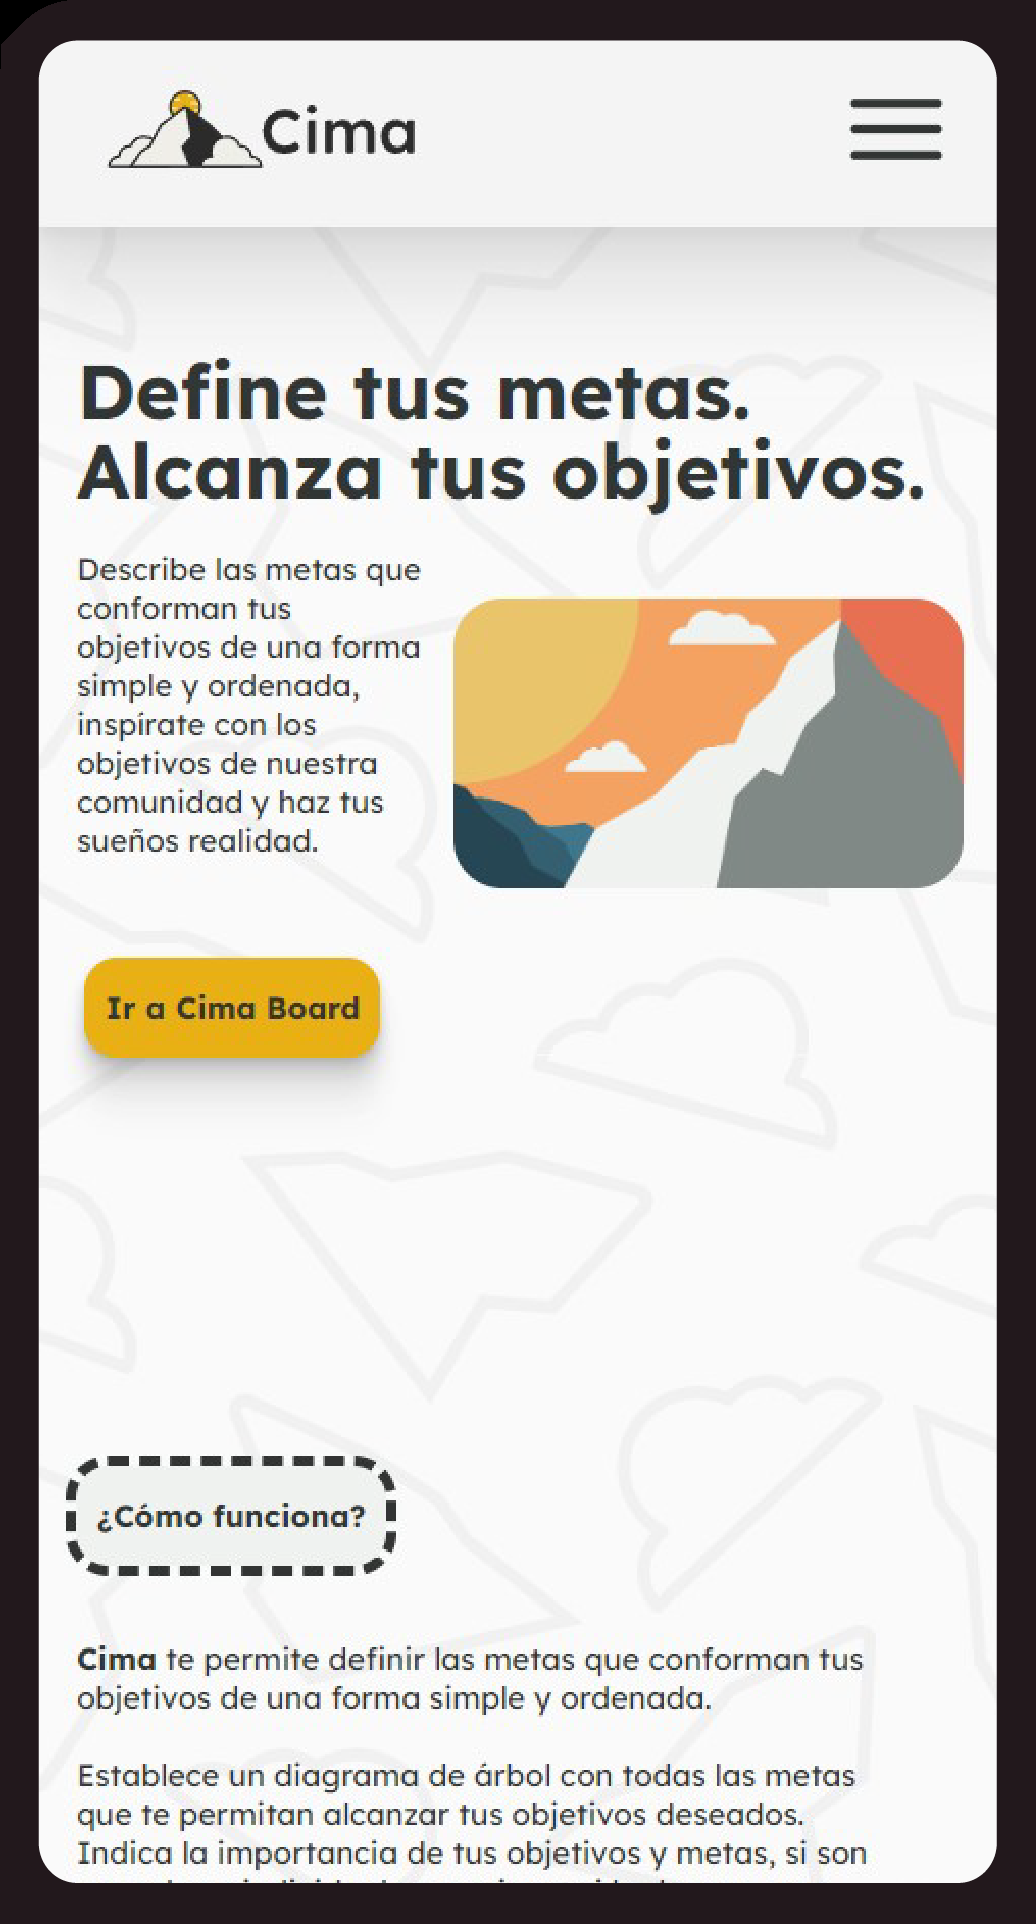 Cima
Define tus metas.
Alcanza tus objetivos.
Describe las metas que
conforman tus
objetivos de una forma
simple y ordenada,
inspírate con los
objetivos de nuestra
comunidad y haz tus
sueños realidad.
Ir a Cima Board
¿Cómo funciona?
Cima te permite definir las metas que conforman tus
objetivos de una forma simple y ordenada.
Establece un diagrama de árbol con todas las metas
que te permitan alcanzar tus objetivos deseados.
Indica la importancia de tus objetivos y metas, si son